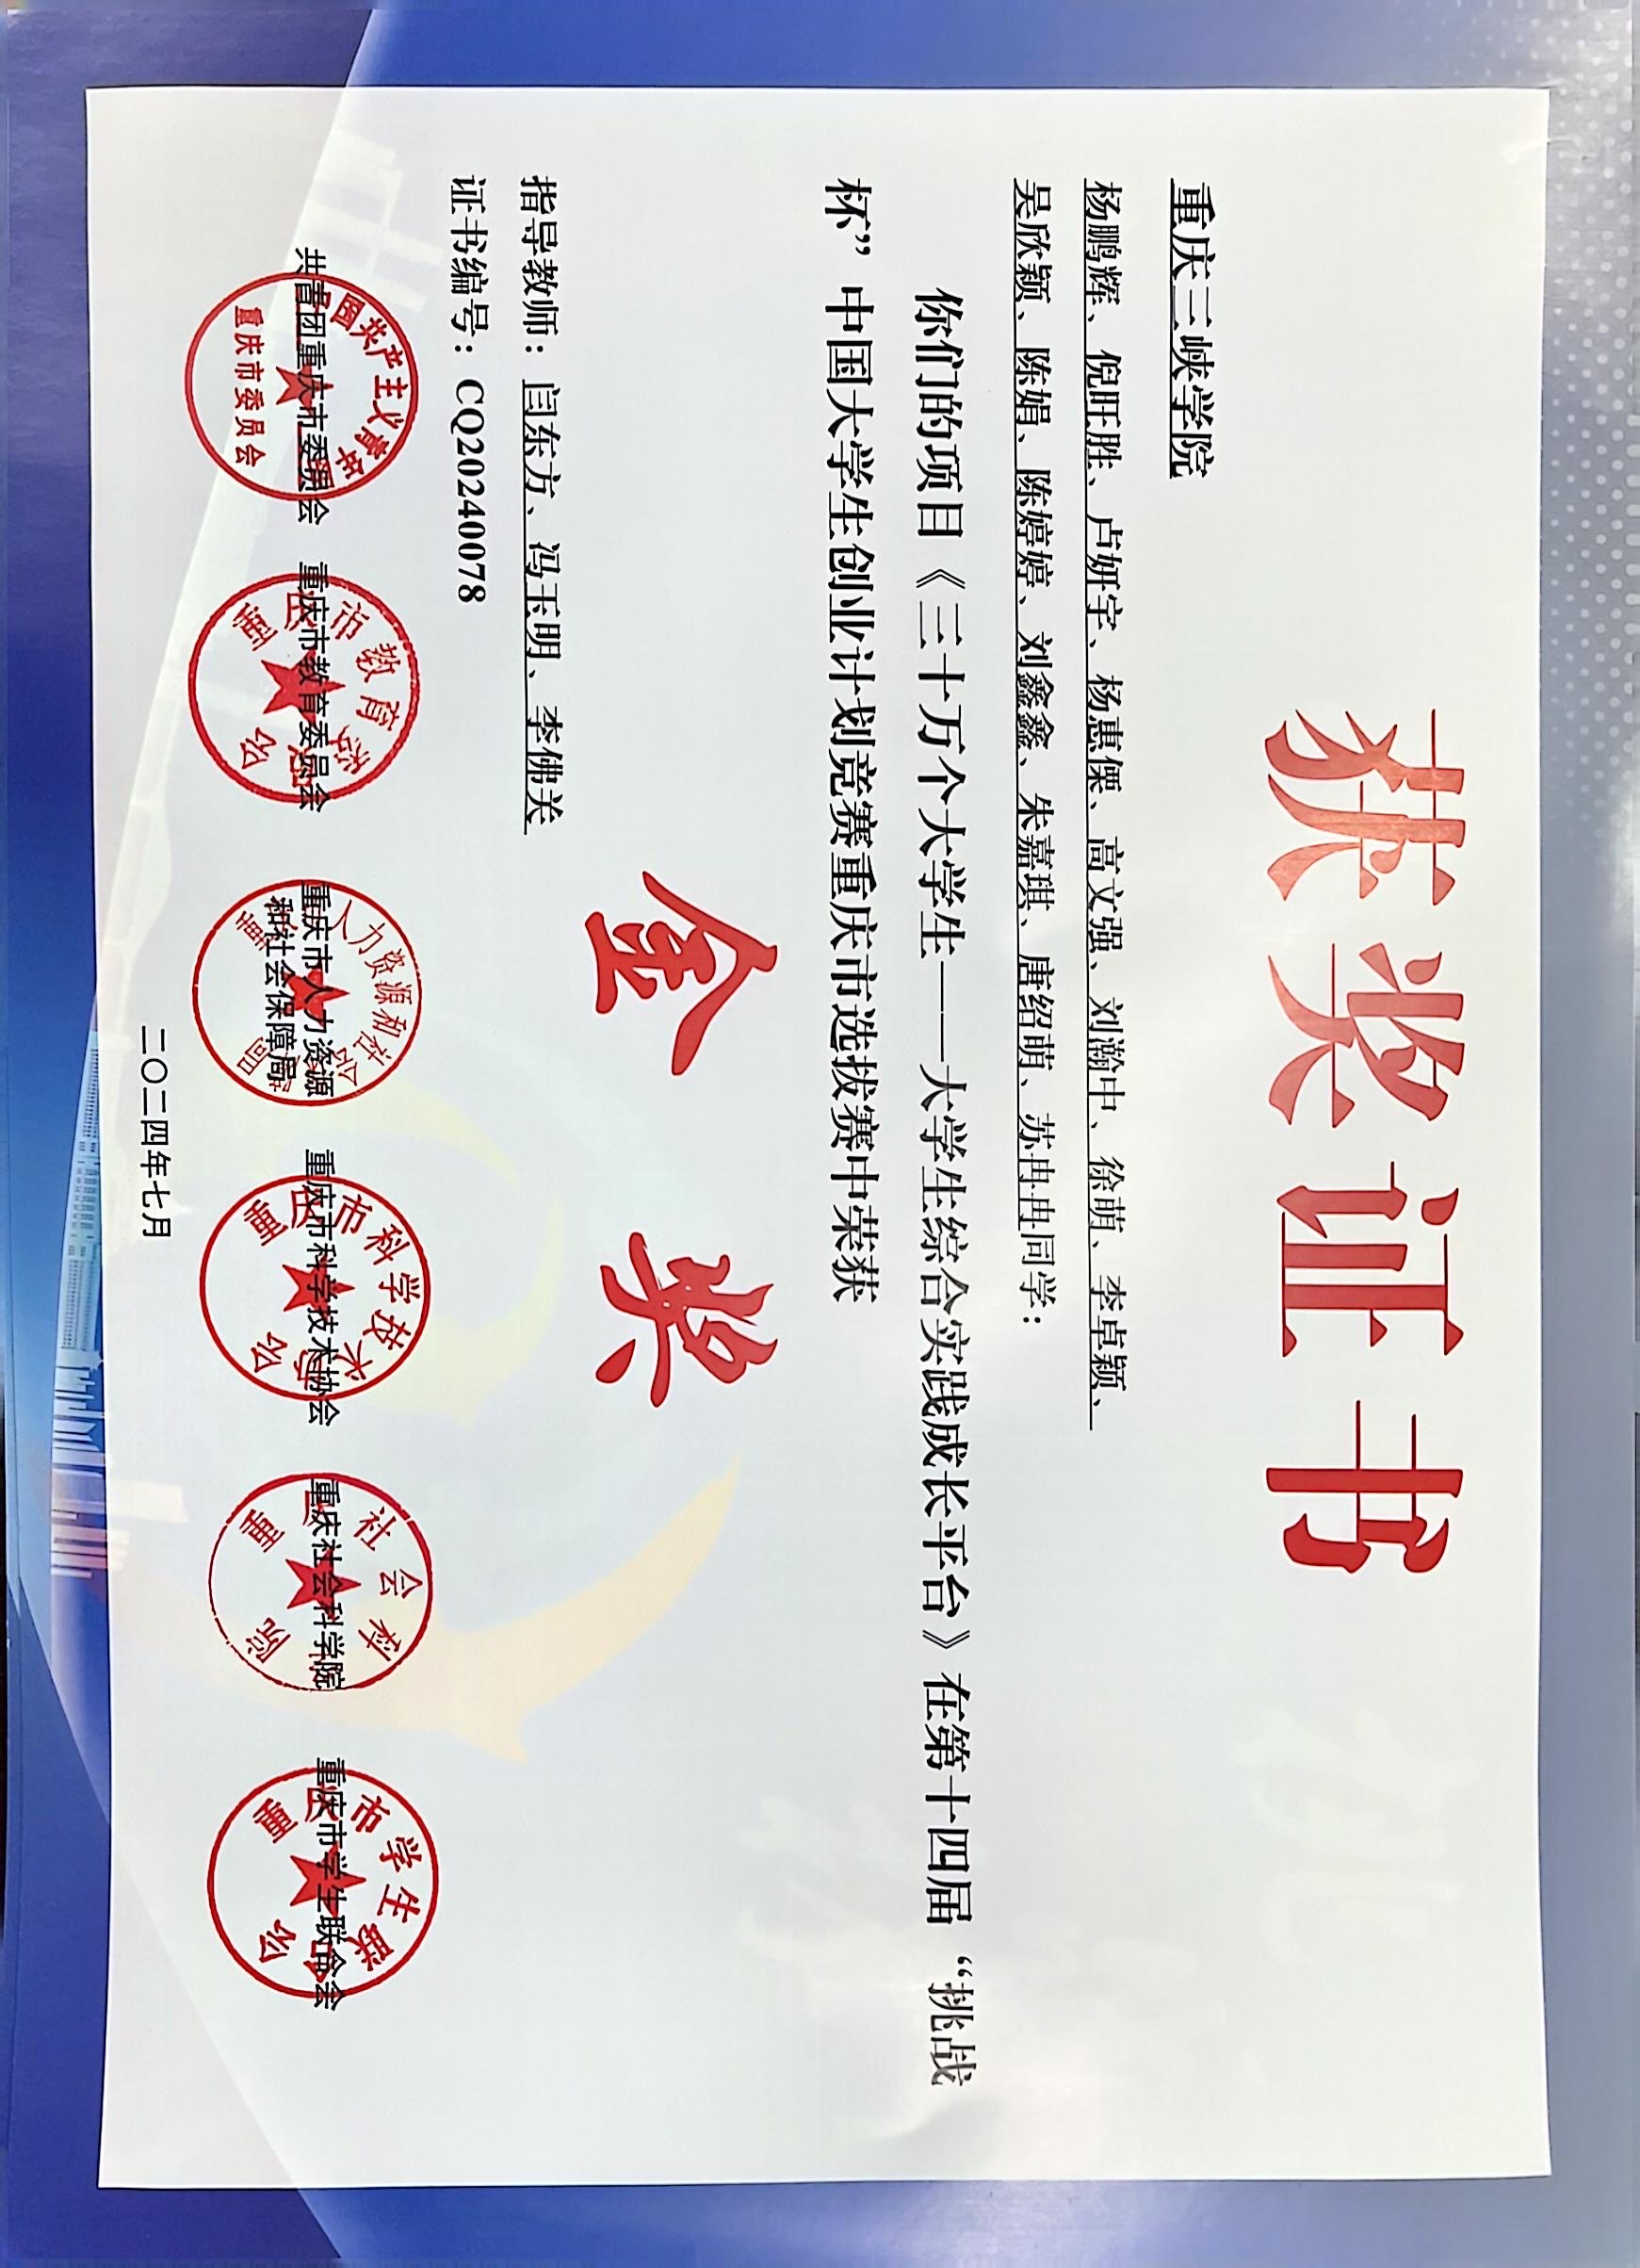 获奖证书
重庆三峡学院
杨鹏辉、倪旺胜、卢妍宇、杨惠傈、高文强、刘瀚中、徐萌、李卓颖、
吴欣颖、陈娟、陈婷婷、刘鑫鑫、朱嘉琪、唐绍萌、苏冉冉同学：
你们的项目《三十万个大学生——大学生综合实践成长平台》在第十四届“挑战
杯”中国大学生创业计划竞赛重庆市选拔赛中荣获
金奖
指导教师：闫东方、冯玉明、李佛关
证书编号：CQ20240078
共青团重庆市委员会 重庆市教育委员会 重庆市人力资源 重庆市科学技术协会 重庆社会科学院 重庆市学生联合会
和社会保障局
重庆市委员会
二〇二四年七月